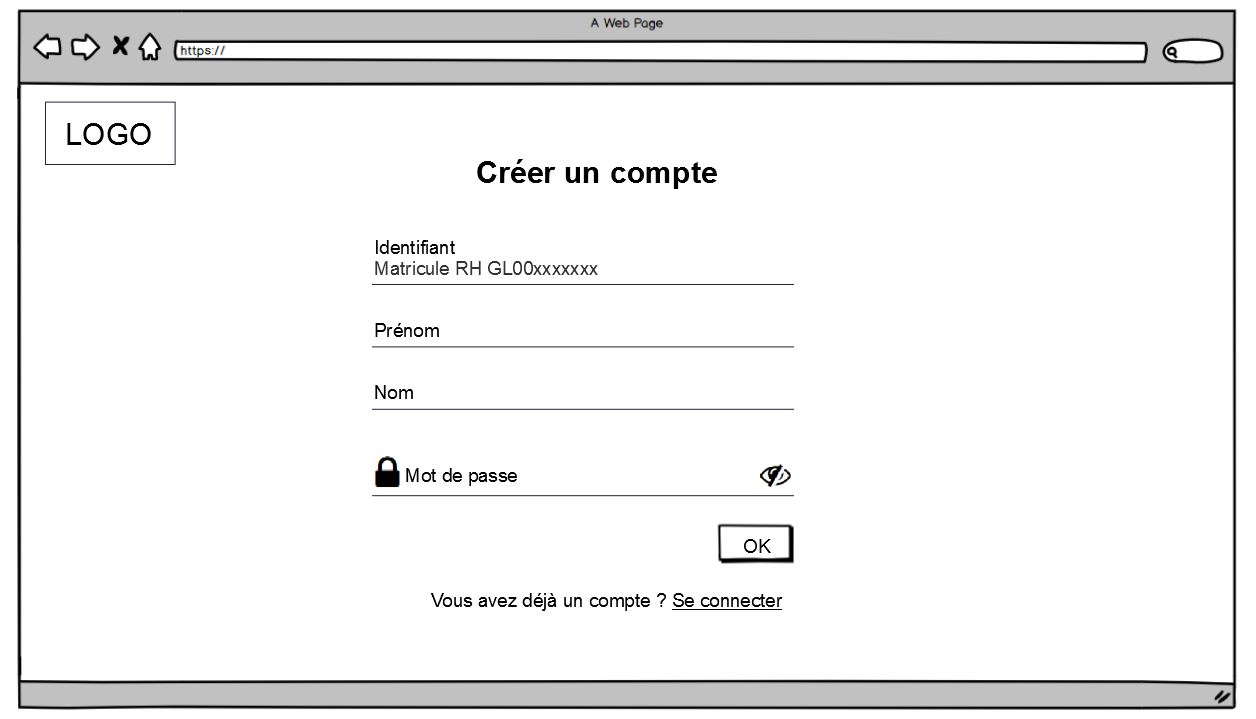 A Web Page
https://
LOGO
Créer un compte
Identifiant
Matricule RH GL00xxxxxxx
Prénom
Nom
Mot de passe
OK
Vous avez déjà un compte ? Se connecter